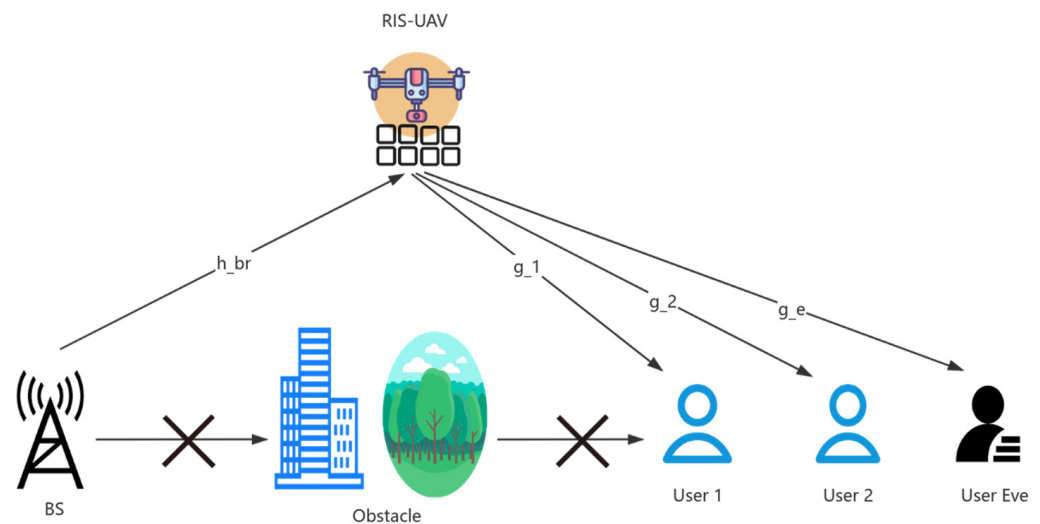 RIS-UAV
h_br
g_1
g_2
g_e
BS
Obstacle
User 1
User 2
User Eve